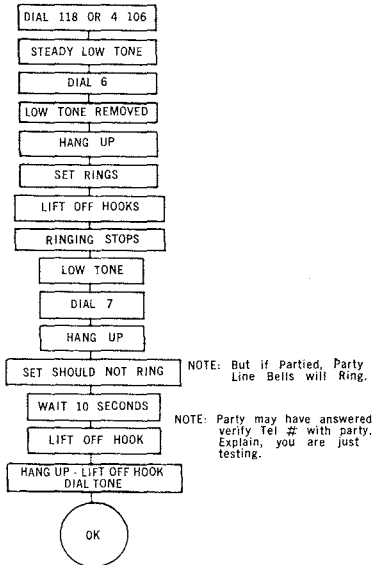 DIAL 118 OR 4 106
STEADY LOW TONE
DIAL 6
LOW TONE REMOVED
HANG UP
SET RINGS
LIFT OFF HOOKS
RINGING STOPS
LOW TONE
DIAL 7
HANG UP
SET SHOULD NOT RING
NOTE: But if Partied, Party
Line Bells will Ring.
WAIT 10 SECONDS
NOTE: Party may have answered
verify Tel # with party.
Explain, you are just
testing.
LIFT OFF HOOK
HANG UP - LIFT OFF HOOK
DIAL TONE
OK